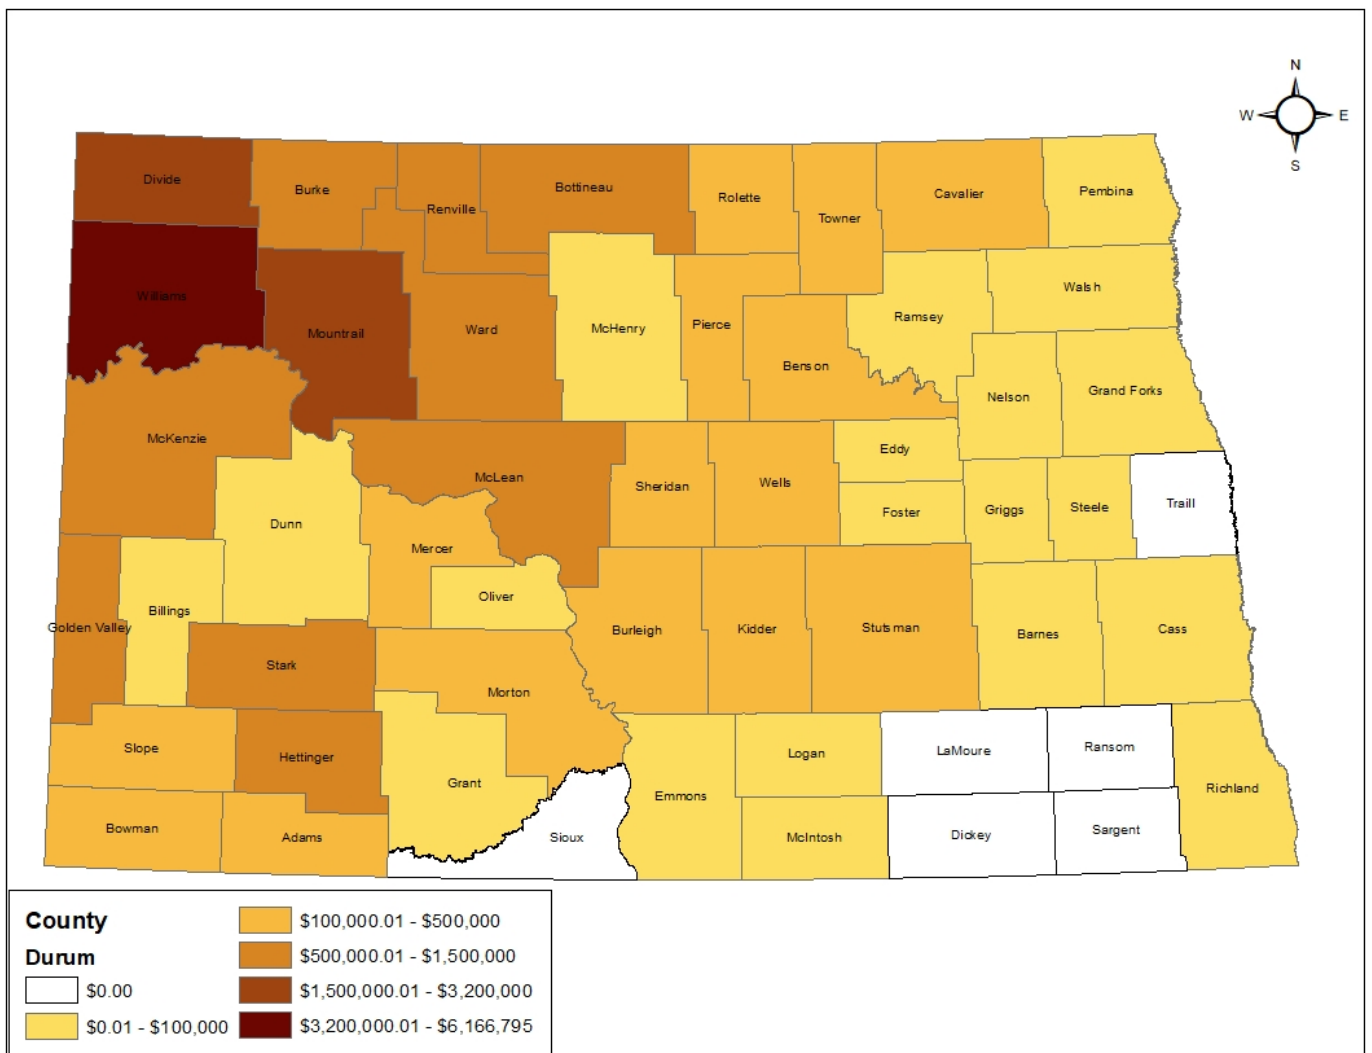 N
W E
S
Divide
Burke
Renville
Bottineau
Rolette
Towner
Cavalier
Pembina
Williams
Mountrail
Ward
McHenry
Pierce
Benson
Ramsey
Walsh
Nelson
Grand Forks
McKenzie
Dunn
McLean
Mercer
Oliver
Sheridan
Wells
Eddy
Foster
Griggs
Steele
Traill
Golden Valley
Billings
Stark
Morton
Burleigh
Kidder
Stutsman
Barnes
Cass
Slope
Hettinger
Grant
Bowman
Adams
Sioux
Emmons
Logan
McIntosh
LaMoure
Ransom
Dickey
Sargent
Richland
County
Durum
$0.00
$0.01 - $100,000
$100,000.01 - $500,000
$500,000.01 - $1,500,000
$1,500,000.01 - $3,200,000
$3,200,000.01 - $6,166,795